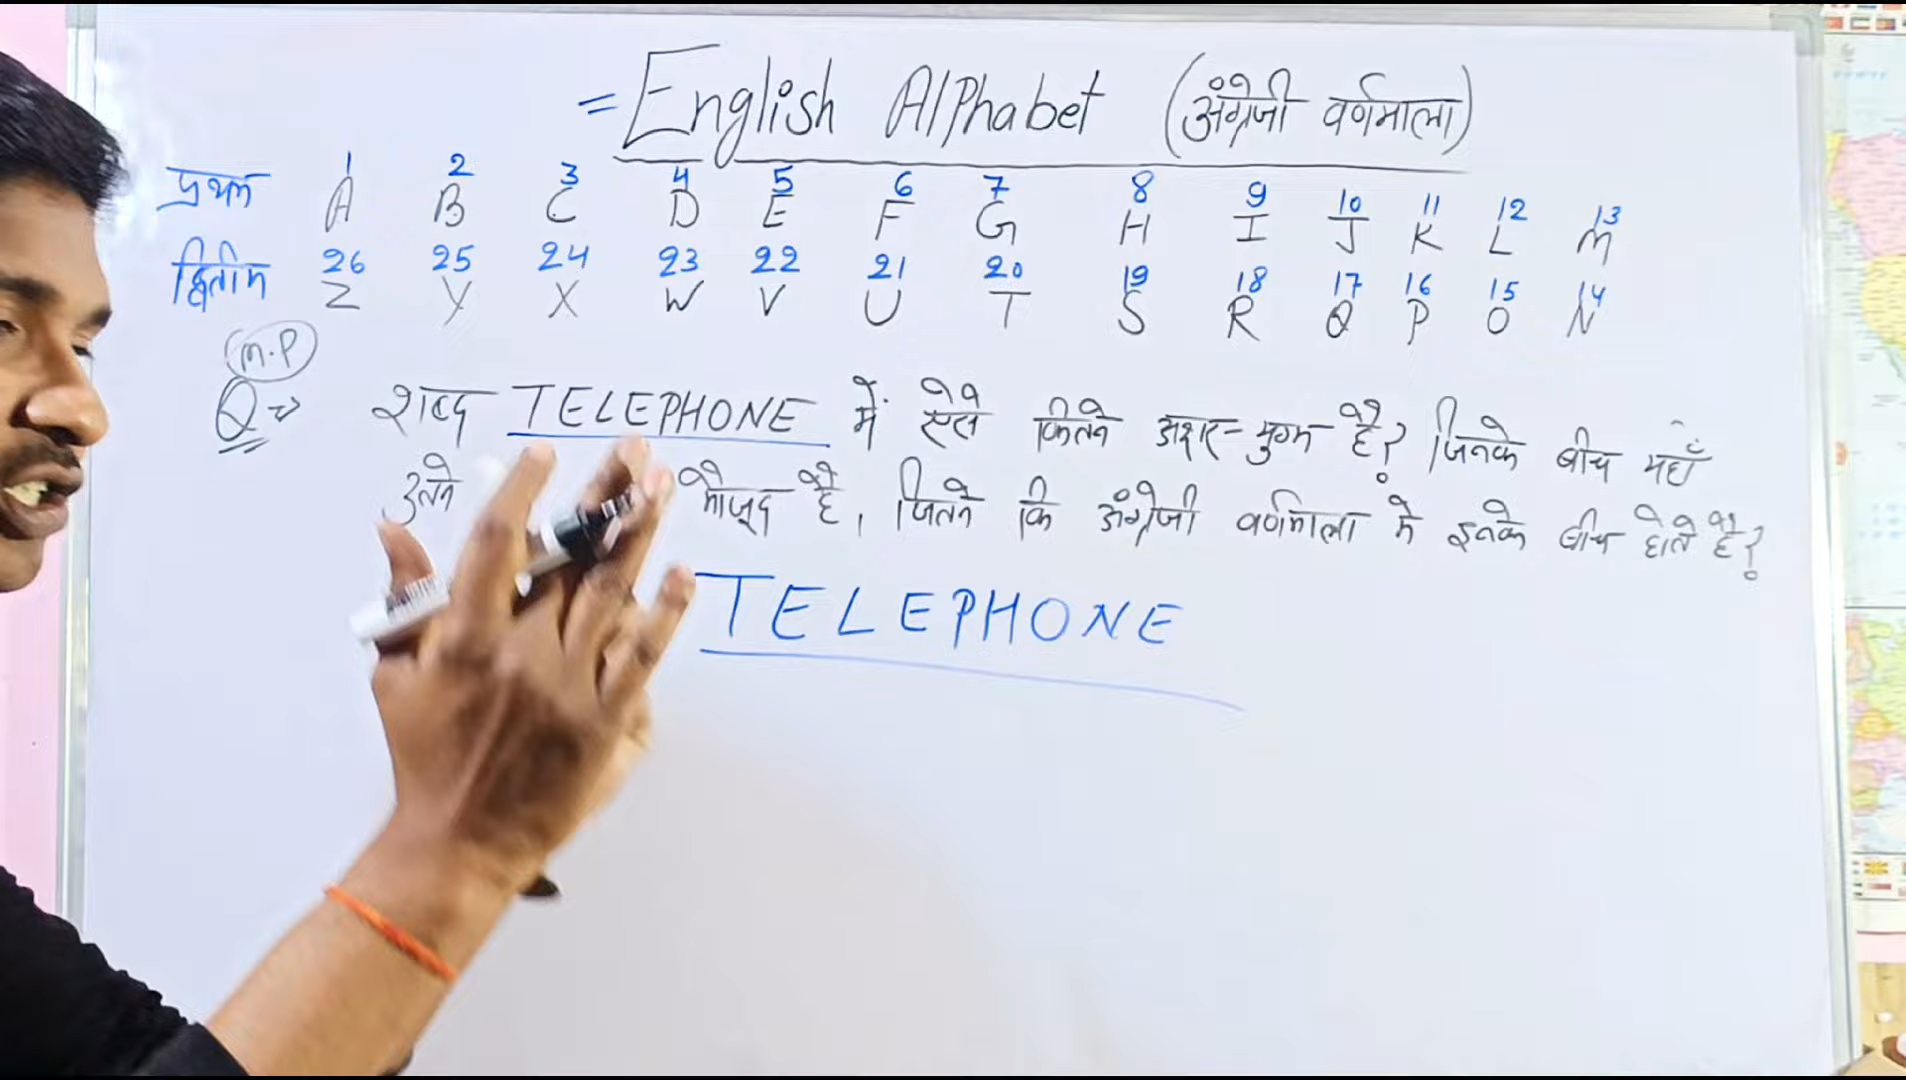 = English Alphabet (अंग्रेजी वर्णमाला)
1 2 3 4 5 6 7 8 9 10 11 12 13
प्रथम A B C D E F G H I J K L M
26 25 24 23 22 21 20 19 18 17 16 15 14
द्वितीय Z Y X W V U T S R Q P O N
M.P
Q⇒ शब्द TELEPHONE में ऐसे कितने अक्षर-युग्म है? जिनके बीच यहाँ
उतने मौजूद है, जितने कि अंग्रेजी वर्णमाला मे इनके बीच होते है?
TELEPHONE